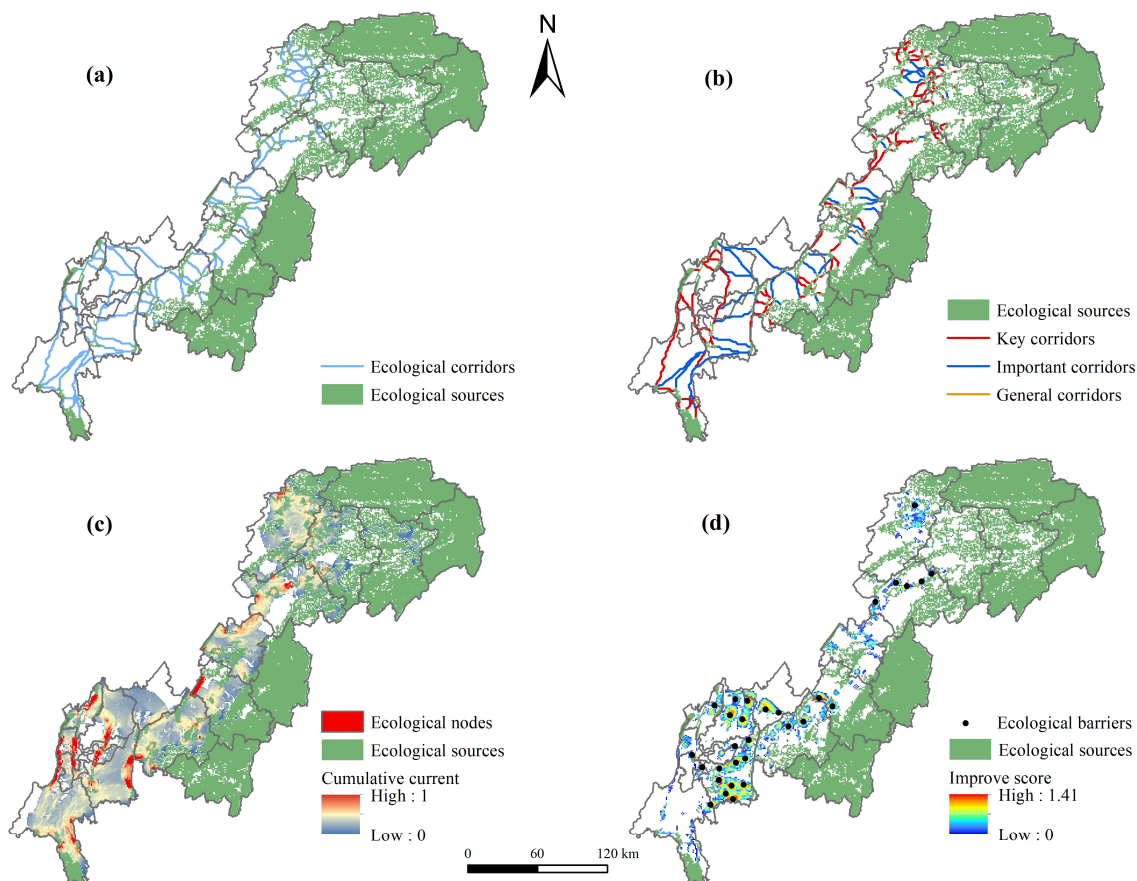 N
(a)
Ecological corridors
Ecological sources
(b)
Ecological sources
Key corridors
Important corridors
General corridors
(c)
Ecological nodes
Ecological sources
Cumulative current
High : 1
Low : 0
(d)
Ecological barriers
Ecological sources
Improve score
High : 1.41
Low : 0
0 60 120 km